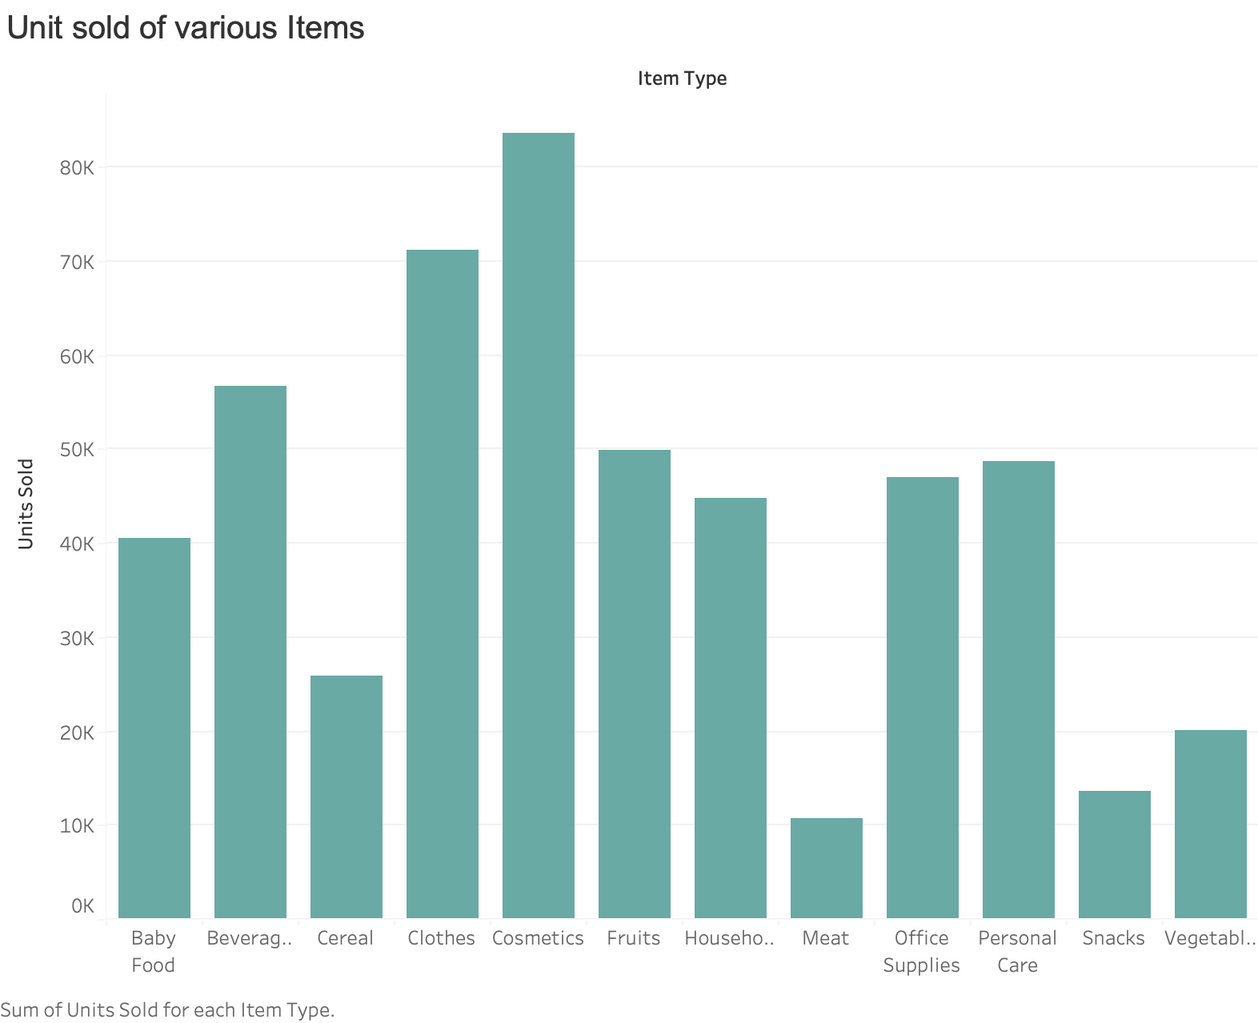 Unit sold of various Items
Item Type
Units Sold
80K
70K
60K
50K
40K
30K
20K
10K
0K
Baby Food
Beverag..
Cereal
Clothes
Cosmetics
Fruits
Househo..
Meat
Office Supplies
Personal Care
Snacks
Vegetabl..
Sum of Units Sold for each Item Type.